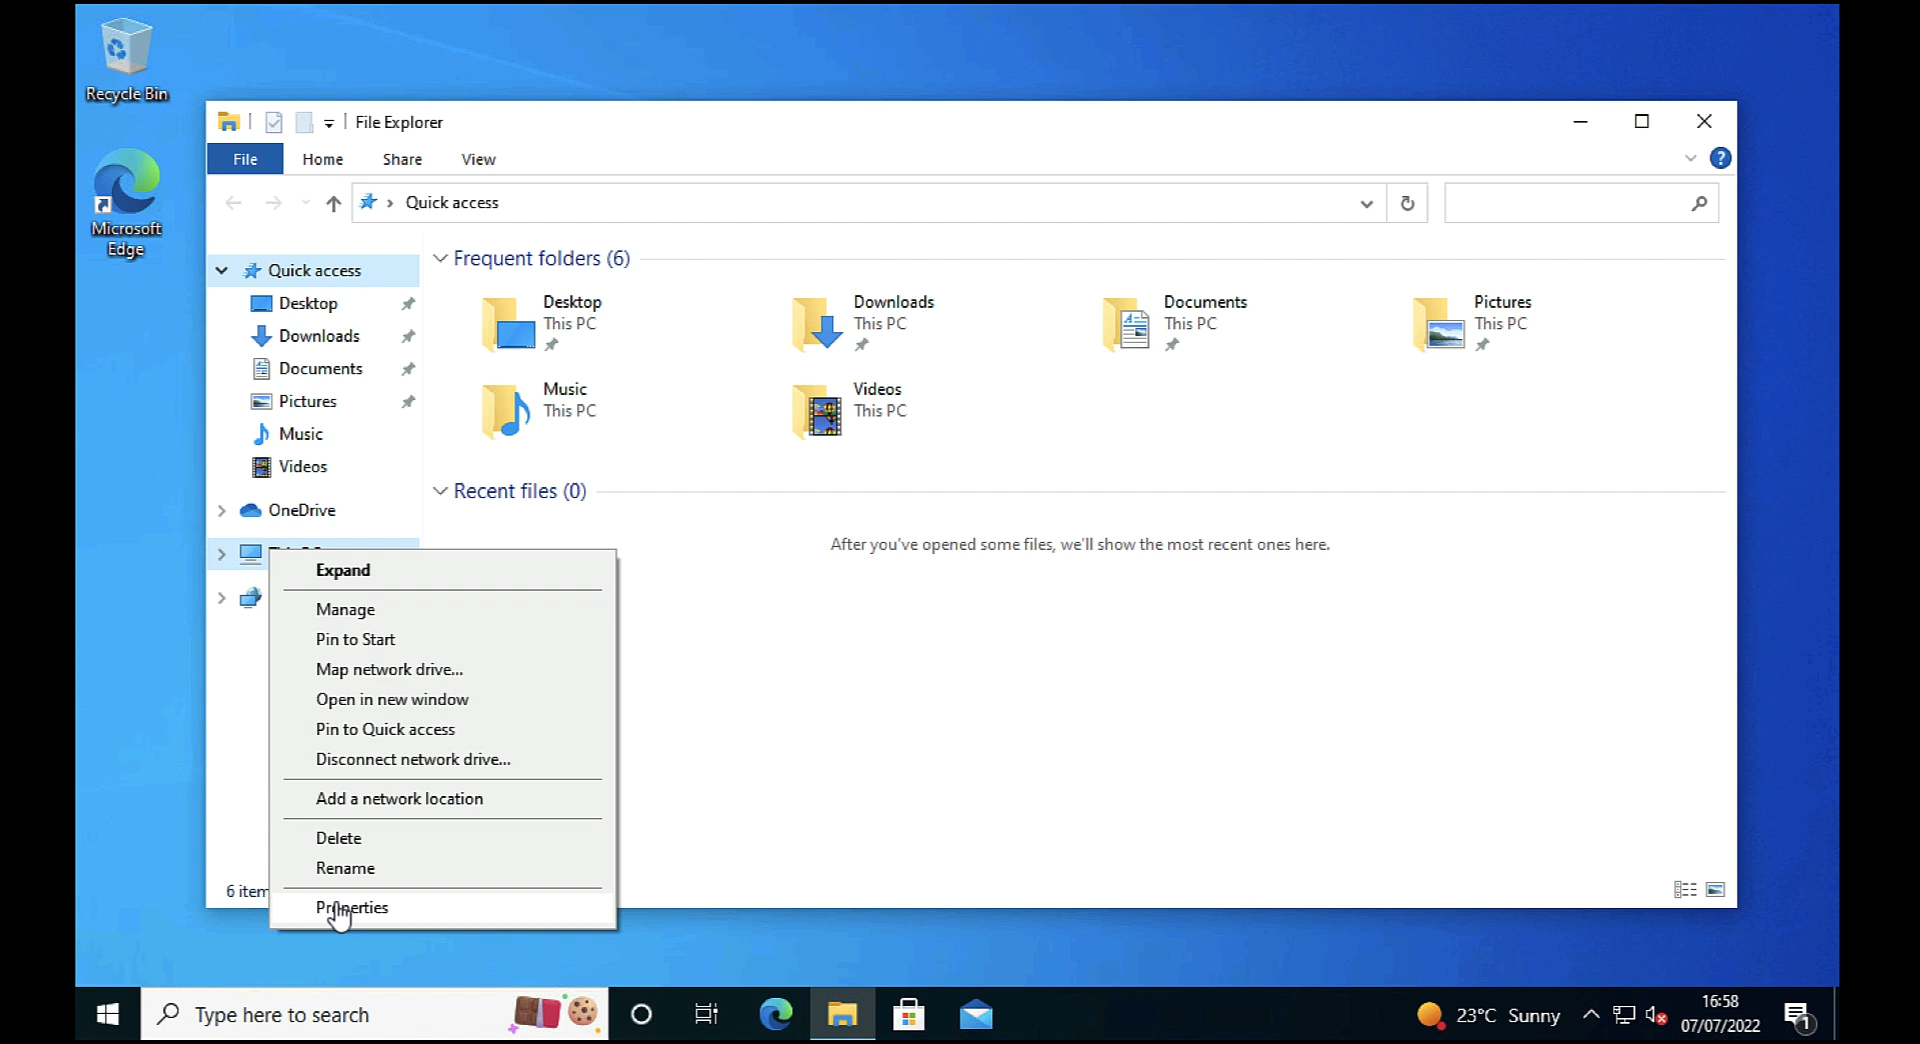 Recycle Bin
Microsoft
Edge
File Explorer
File
Home
Share
View
?
Quick access
Quick access
Desktop
Downloads
Documents
Pictures
Music
Videos
OneDrive
Frequent folders (6)
Desktop
This PC
Downloads
This PC
Documents
This PC
Pictures
This PC
Music
This PC
Videos
This PC
Recent files (0)
After you've opened some files, we'll show the most recent ones here.
Expand
Manage
Pin to Start
Map network drive...
Open in new window
Pin to Quick access
Disconnect network drive...
Add a network location
Delete
Rename
Properties
6 item
Type here to search
23°C Sunny
16:58
07/07/2022
1